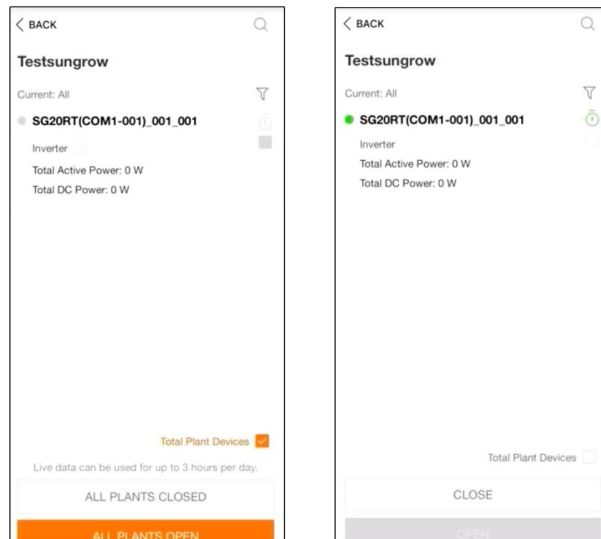 BACK
Testsungrow
Current: All
SG20RT(COM1-001)_001_001
Inverter
Total Active Power: 0 W
Total DC Power: 0 W
Total Plant Devices
Live data can be used for up to 3 hours per day.
ALL PLANTS CLOSED
ALL PLANTS OPEN
BACK
Testsungrow
Current: All
SG20RT(COM1-001)_001_001
Inverter
Total Active Power: 0 W
Total DC Power: 0 W
Total Plant Devices
CLOSE
OPEN